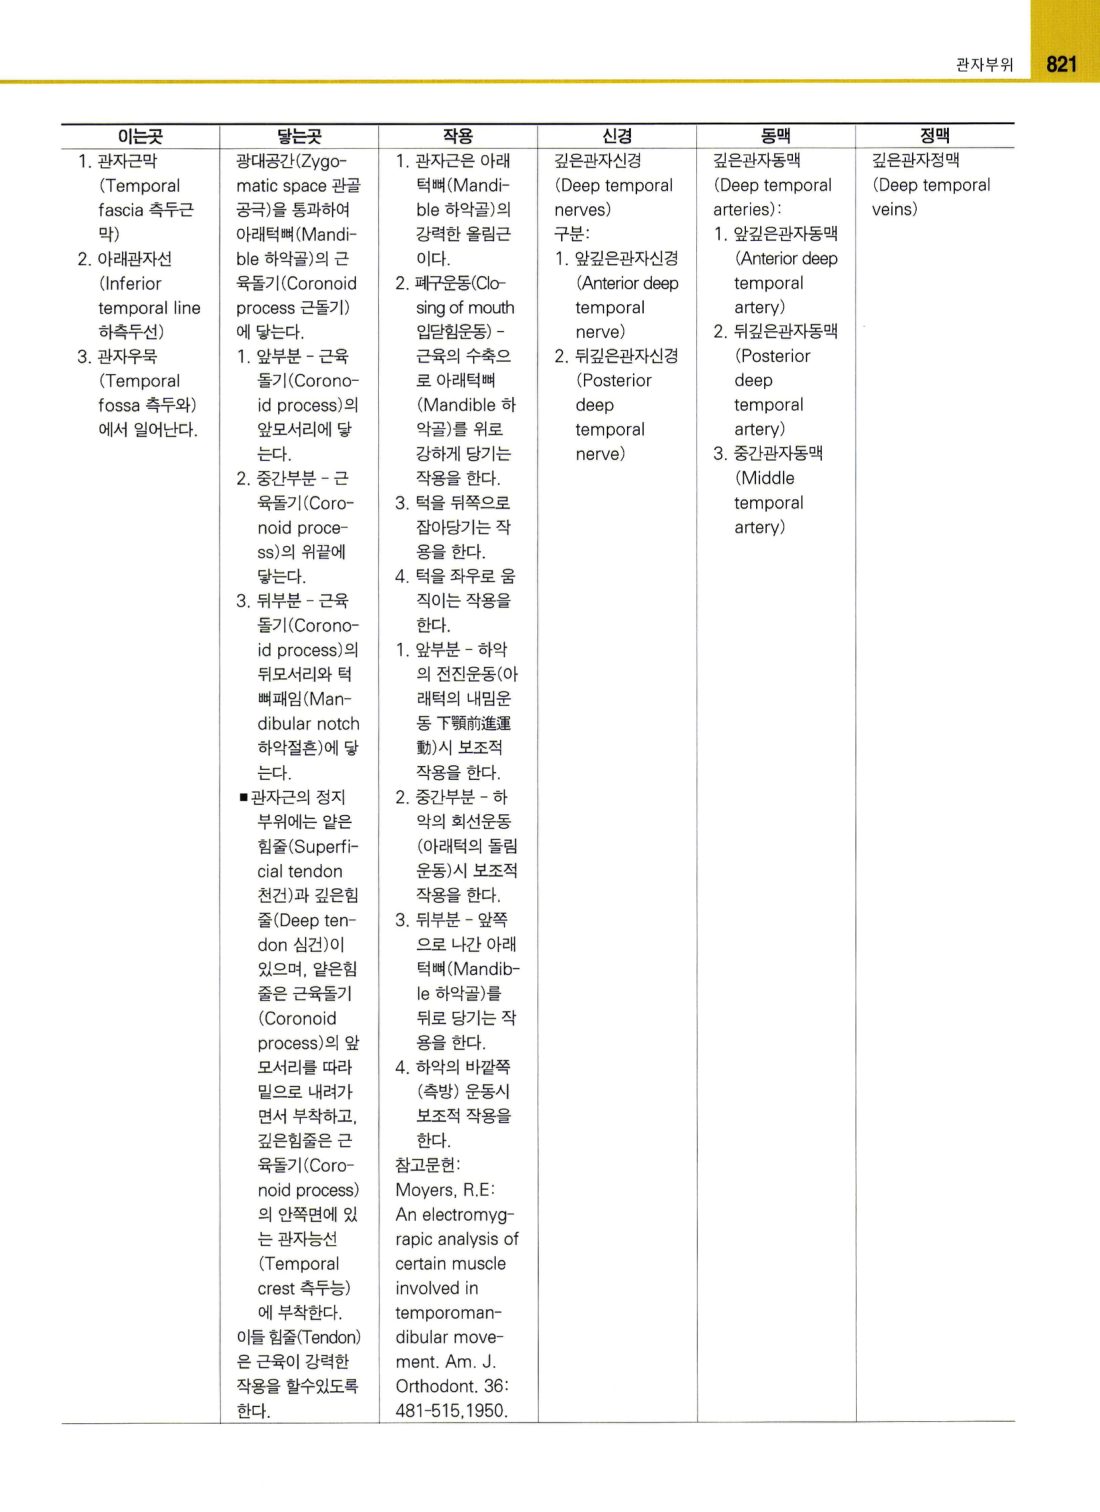 관자부위 821
이는곳
닿는곳
작용
신경
동맥
정맥
1. 관자근막
(Temporal
fascia 측두근
막)
2. 아래관자선
(Inferior
temporal line
하측두선)
3. 관자우묵
(Temporal
fossa 측두와)
에서 일어난다.
광대공간(Zygo-
matic space 관골
공극)을 통과하여
아래턱뼈(Mandi-
ble 하악골)의 근
육돌기(Coronoid
process 근돌기)
에 닿는다.
1. 앞부분 - 근육
돌기(Corono-
id process)의
앞모서리에 닿
는다.
2. 중간부분 - 근
육돌기(Coro-
noid proce-
ss)의 위끝에
닿는다.
3. 뒤부분 - 근육
돌기(Corono-
id process)의
뒤모서리와 턱
뼈패임(Man-
dibular notch
하악절흔)에 닿
는다.
■관자근의 정지
부위에는 얕은
힘줄(Superfi-
cial tendon
천건)과 깊은힘
줄(Deep ten-
don 심건)이
있으며, 얕은힘
줄은 근육돌기
(Coronoid
process)의 앞
모서리를 따라
밑으로 내려가
면서 부착하고,
깊은힘줄은 근
육돌기(Coro-
noid process)
의 안쪽면에 있
는 관자능선
(Temporal
crest 측두능)
에 부착한다.
이들 힘줄(Tendon)
은 근육이 강력한
작용을 할수있도록
한다.
1. 관자근은 아래
턱뼈(Mandi-
ble 하악골)의
강력한 올림근
이다.
2. 폐구운동(Clo-
sing of mouth
입닫힘운동) -
근육의 수축으
로 아래턱뼈
(Mandible 하
악골)를 위로
강하게 당기는
작용을 한다.
3. 턱을 뒤쪽으로
잡아당기는 작
용을 한다.
4. 턱을 좌우로 움
직이는 작용을
한다.
1. 앞부분 - 하악
의 전진운동(아
래턱의 내밈운
동 下顎前進運
動)시 보조적
작용을 한다.
2. 중간부분 - 하
악의 회선운동
(아래턱의 돌림
운동)시 보조적
작용을 한다.
3. 뒤부분 - 앞쪽
으로 나간 아래
턱뼈(Mandib-
le 하악골)를
뒤로 당기는 작
용을 한다.
4. 하악의 바깥쪽
(측방) 운동시
보조적 작용을
한다.
참고문헌:
Moyers, R.E:
An electromyg-
rapic analysis of
certain muscle
involved in
temporoman-
dibular move-
ment. Am. J.
Orthodont. 36:
481-515,1950.
깊은관자신경
(Deep temporal
nerves)
구분:
1. 앞깊은관자신경
(Anterior deep
temporal
nerve)
2. 뒤깊은관자신경
(Posterior
deep
temporal
nerve)
깊은관자동맥
(Deep temporal
arteries):
1. 앞깊은관자동맥
(Anterior deep
temporal
artery)
2. 뒤깊은관자동맥
(Posterior
deep
temporal
artery)
3. 중간관자동맥
(Middle
temporal
artery)
깊은관자정맥
(Deep temporal
veins)